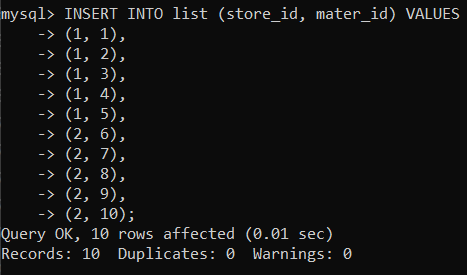 mysql> INSERT INTO list (store_id, mater_id) VALUES
    -> (1, 1),
    -> (1, 2),
    -> (1, 3),
    -> (1, 4),
    -> (1, 5),
    -> (2, 6),
    -> (2, 7),
    -> (2, 8),
    -> (2, 9),
    -> (2, 10);
Query OK, 10 rows affected (0.01 sec)
Records: 10  Duplicates: 0  Warnings: 0